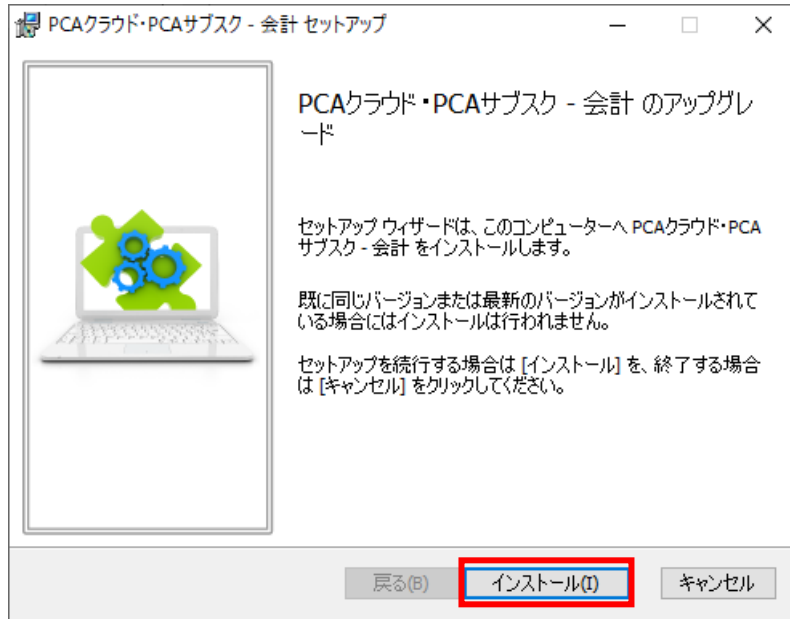 PCAクラウド・PCAサブスク - 会計 セットアップ
PCAクラウド・PCAサブスク - 会計 のアップグレ
ード
セットアップ ウィザードは、このコンピューターへ PCAクラウド・PCA
サブスク - 会計 をインストールします。
既に同じバージョンまたは最新のバージョンがインストールされて
いる場合にはインストールは行われません。
セットアップを続行する場合は [インストール] を、終了する場合
は [キャンセル] をクリックしてください。
戻る(B)
インストール(I)
キャンセル